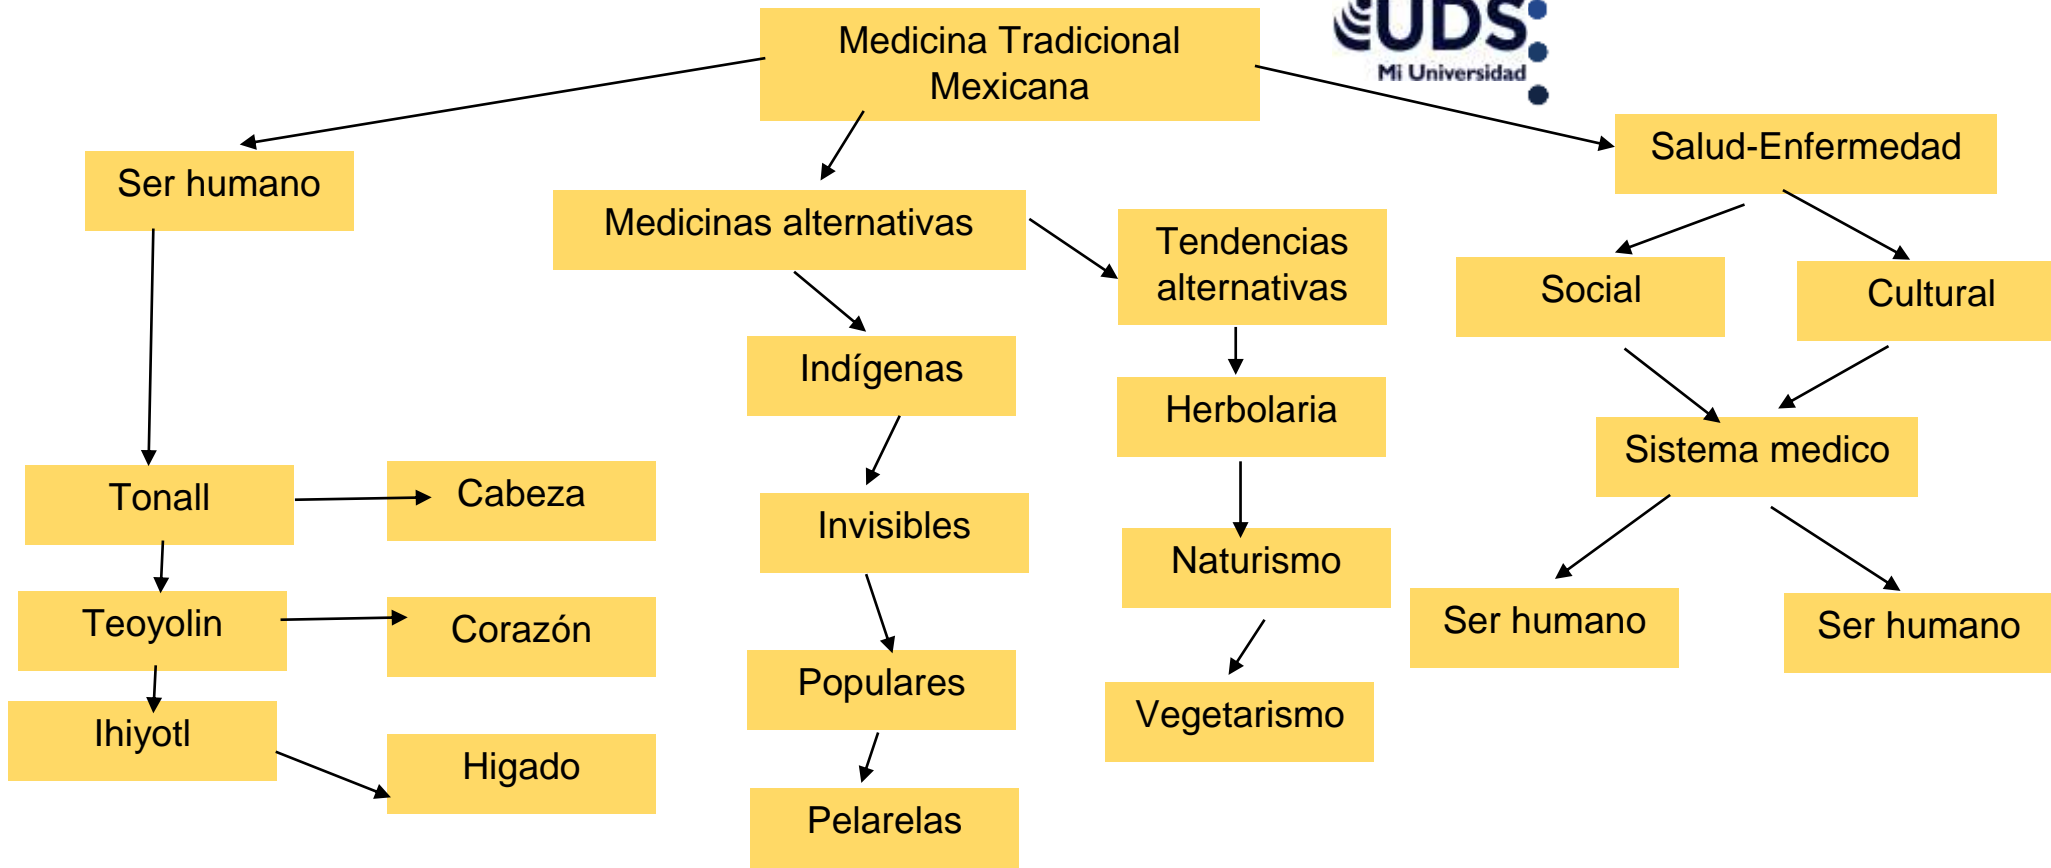 UDS
Mi Universidad
Medicina Tradicional
Mexicana
Ser humano
Medicinas alternativas
Tendencias
alternativas
Salud-Enfermedad
Social
Cultural
Indígenas
Herbolaria
Sistema medico
Tonall
Cabeza
Invisibles
Naturismo
Ser humano
Ser humano
Teoyolin
Corazón
Populares
Vegetarismo
Ihiyotl
Higado
Pelarelas